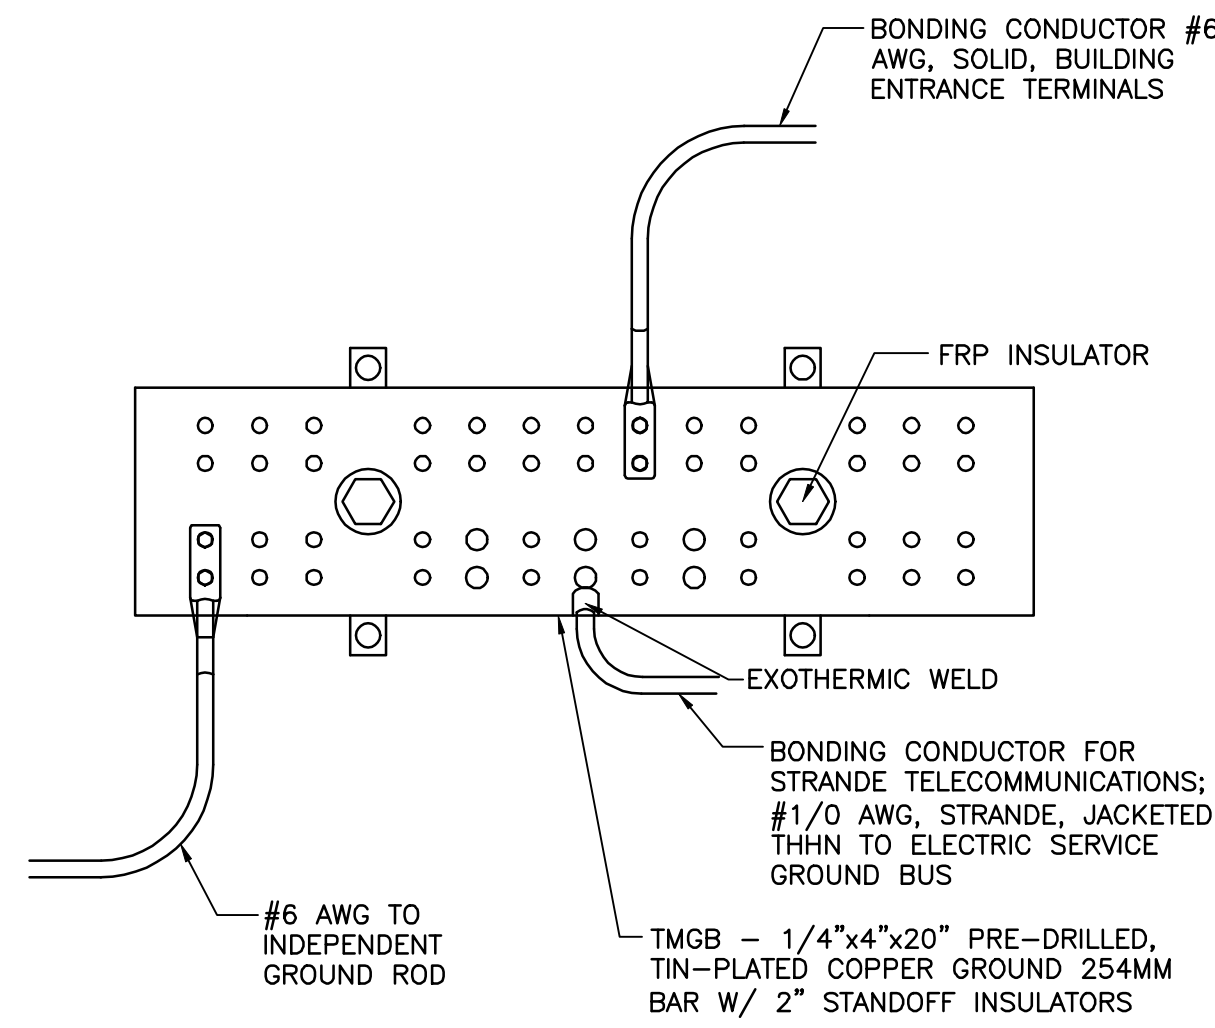 BONDING CONDUCTOR #6
AWG, SOLID, BUILDING
ENTRANCE TERMINALS
FRP INSULATOR
EXOTHERMIC WELD
BONDING CONDUCTOR FOR
STRANDE TELECOMMUNICATIONS;
#1/0 AWG, STRANDE, JACKETED
THHN TO ELECTRIC SERVICE
GROUND BUS
#6 AWG TO
INDEPENDENT
GROUND ROD
TMGB – 1/4”x4”x20” PRE–DRILLED,
TIN–PLATED COPPER GROUND 254MM
BAR W/ 2” STANDOFF INSULATORS